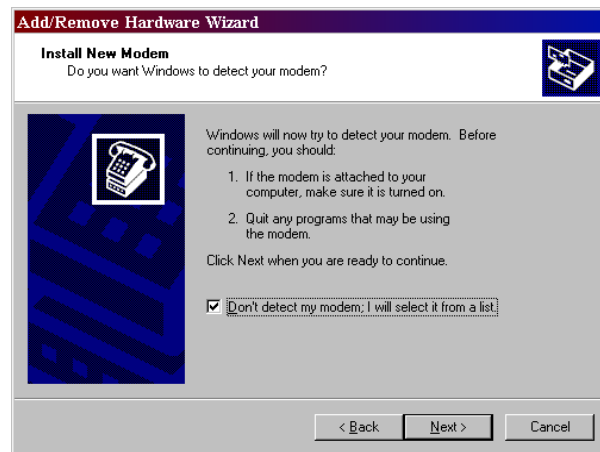 Add/Remove Hardware Wizard
Install New Modem
Do you want Windows to detect your modem?
Windows will now try to detect your modem. Before
continuing, you should:
1. If the modem is attached to your
computer, make sure it is turned on.
2. Quit any programs that may be using
the modem.
Click Next when you are ready to continue.
Don't detect my modem; I will select it from a list.
< Back Next > Cancel